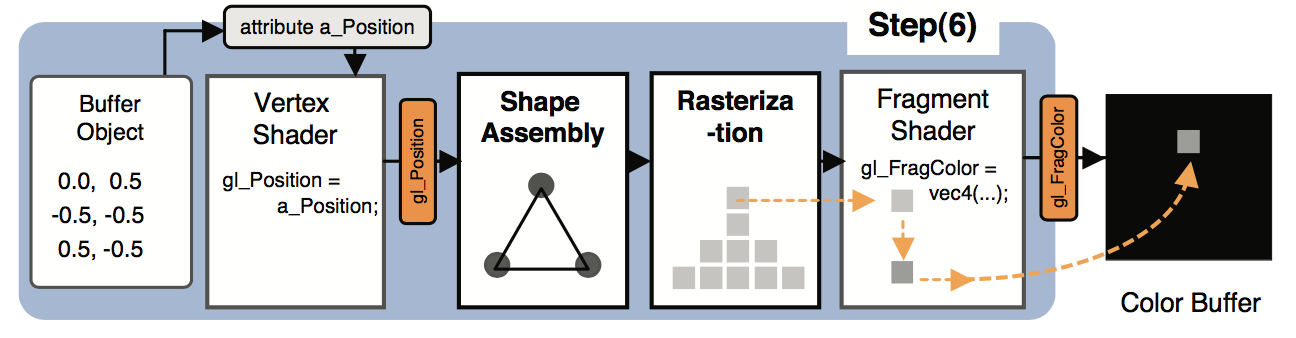 attribute a_Position
Step(6)
Buffer
Object
0.0, 0.5
-0.5, -0.5
0.5, -0.5
Vertex
Shader
gl_Position =
a_Position;
gl_Position
Shape
Assembly
Rasteriza
-tion
Fragment
Shader
gl_FragColor =
vec4(...);
gl_FragColor
Color Buffer